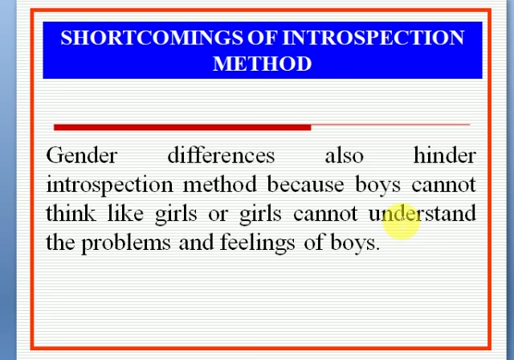 SHORTCOMINGS OF INTROSPECTION
METHOD
Gender differences also hinder
introspection method because boys cannot
think like girls or girls cannot understand
the problems and feelings of boys.